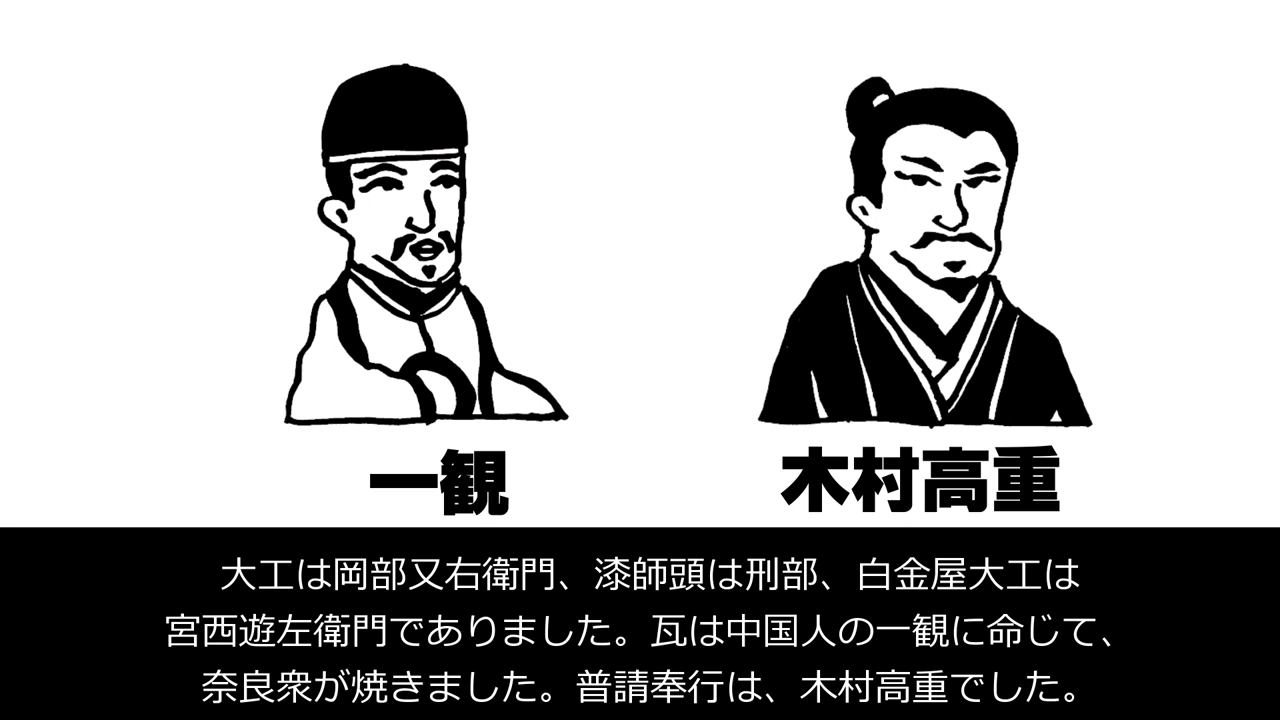 一観
木村高重
大工は岡部又右衛門、漆師頭は刑部、白金屋大工は
宮西遊左衛門でありました。瓦は中国人の一観に命じて、
奈良衆が焼きました。普請奉行は、木村高重でした。